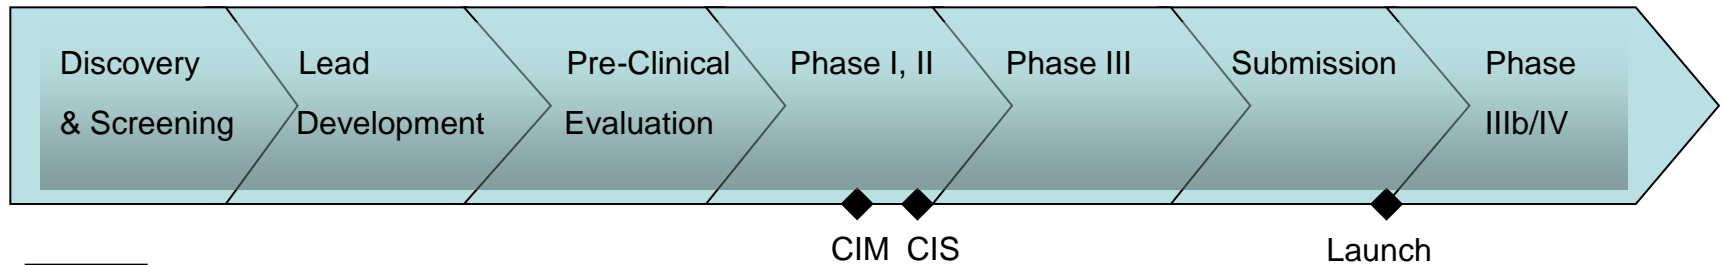 Discovery
& Screening
Lead
Development
Pre-Clinical
Evaluation
Phase I, II
Phase III
Submission
Phase
IIIb/IV
CIM
CIS
Launch